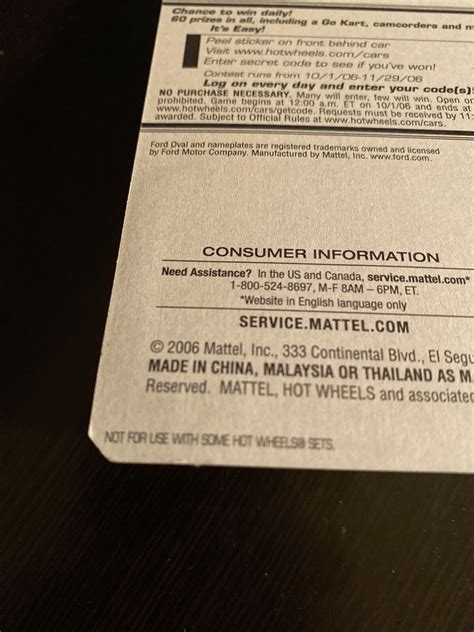 Chance to win daily!
60 prizes in all, including a Go Kart, camcorders and m
It's Easy!
Peel sticker on front behind car
Visit www.hotwheels.com/cars
Enter secret code to see if you've won!
Contest runs from 10/1/06-11/29/06
Log on every day and enter your code(s)!
NO PURCHASE NECESSARY. Many will enter, few will win. Open
prohibited. Game begins at 12:00 a.m. ET on 10/1/06 and ends at
www.hotwheels.com/cars/getcode. Requests must be received by 11:
awarded. Subject to Official Rules at www.hotwheels.com/cars.
Ford Oval and nameplates are registered trademarks owned and licensed
by Ford Motor Company. Manufactured by Mattel, Inc. www.ford.com.
CONSUMER INFORMATION
Need Assistance? In the US and Canada, service.mattel.com*
1-800-524-8697, M-F 8AM – 6PM, ET.
*Website in English language only
SERVICE.MATTEL.COM
© 2006 Mattel, Inc., 333 Continental Blvd., El Segu
MADE IN CHINA, MALAYSIA OR THAILAND AS M
Reserved. MATTEL, HOT WHEELS and associated
NOT FOR USE WITH SOME HOT WHEELS® SETS.